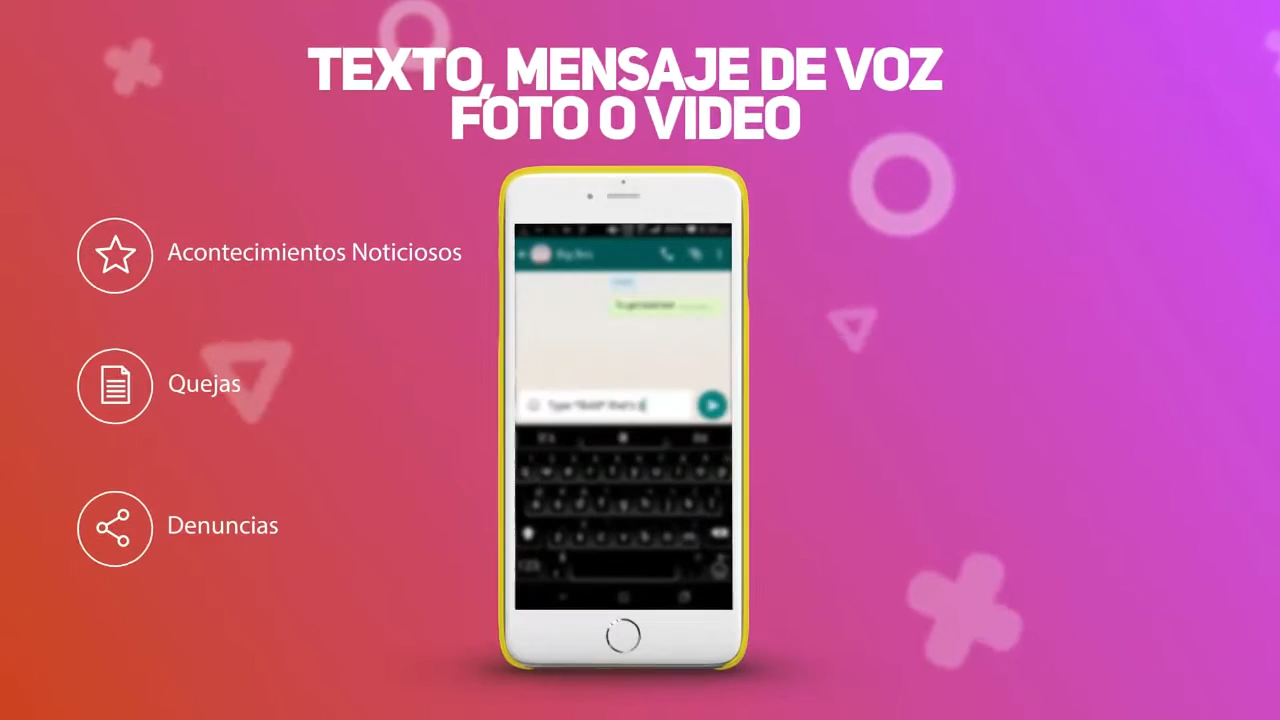 TEXTO, MENSAJE DE VOZ
FOTO O VIDEO
Acontecimientos Noticiosos
Quejas
Denuncias